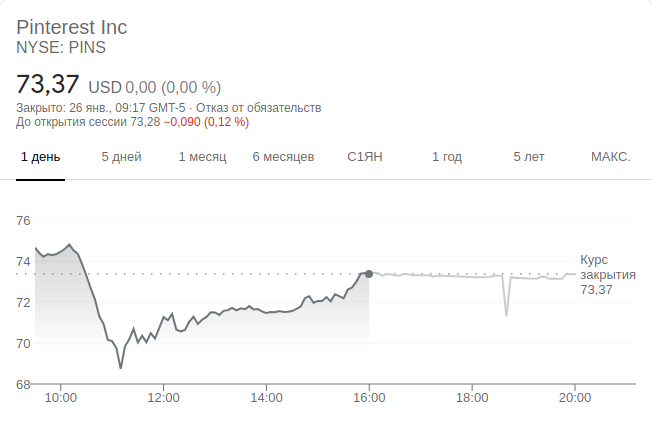 Pinterest Inc
NYSE: PINS
73,37 USD 0,00 (0,00 %)
Закрыто: 26 янв., 09:17 GMT-5 · Отказ от обязательств
До открытия сессии 73,28 −0,090 (0,12 %)
1 день 5 дней 1 месяц 6 месяцев С1ЯН 1 год 5 лет МАКС.
76
74
72
70
68
Курс
закрытия
73,37
10:00 12:00 14:00 16:00 18:00 20:00